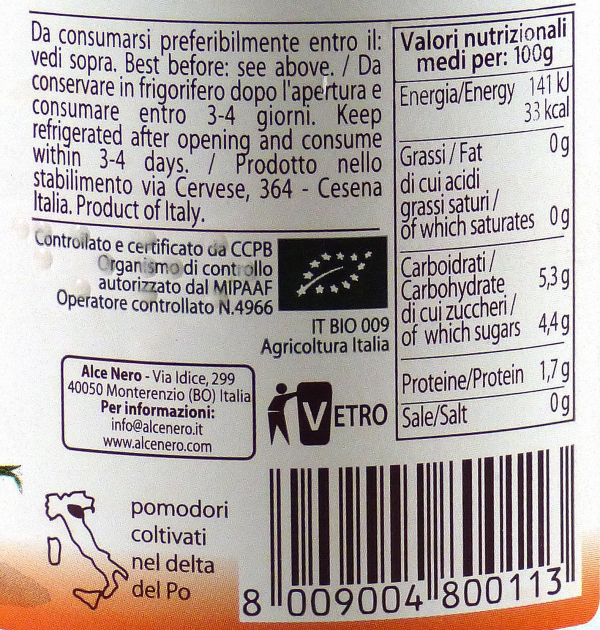 Da consumarsi preferibilmente entro il:
vedi sopra. Best before: see above. / Da
conservare in frigorifero dopo l'apertura e
consumare entro 3-4 giorni. Keep
refrigerated after opening and consume
within 3-4 days. / Prodotto nello
stabilimento via Cervese, 364 - Cesena
Italia. Product of Italy.
Controllato e certificato da CCPB
Organismo di controllo
autorizzato dal MIPAAF
Operatore controllato N.4966
IT BIO 009
Agricoltura Italia
Alce Nero - Via Idice, 299
40050 Monterenzio (BO) Italia
Per informazioni:
info@alcenero.it
www.alcenero.com
VETRO
pomodori
coltivati
nel delta
del Po
Valori nutrizionali
medi per: 100g
Energia/Energy 141 kJ
33 kcal
Grassi / Fat 0 g
di cui acidi
grassi saturi /
of which saturates 0 g
Carboidrati /
Carbohydrate 5,3 g
di cui zuccheri /
of which sugars 4,4 g
Proteine/Protein 1,7 g
Sale/Salt 0 g
8 009004 800113